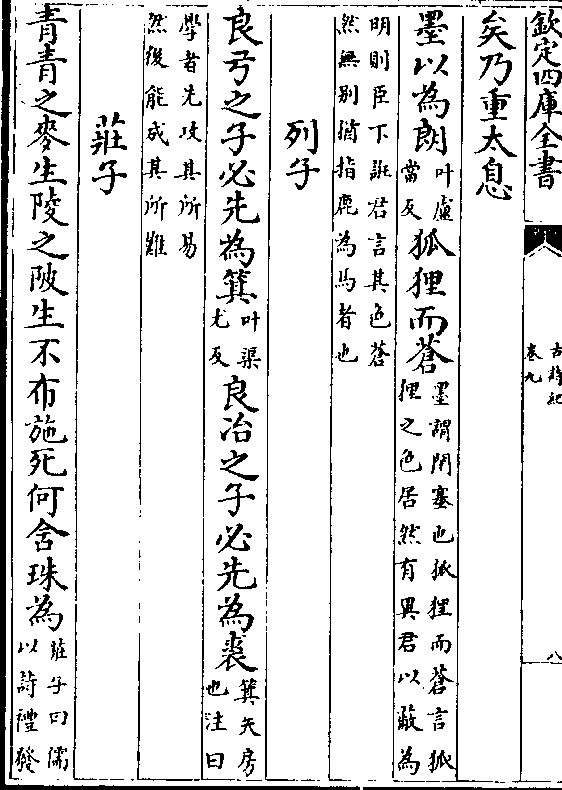 欽定四庫全書
古詩紀
卷九
八
矣乃重太息
墨以為朗叶盧當反狐狸而蒼墨謂閉塞也狐狸而蒼言狐狸之色居然有異君以蔽為
明則臣下誑君言其色蒼
然無别猶指鹿為馬者也
列子
良弓之子必先為箕叶渠尤反良冶之子必先為裘箕矢房也注曰
學者先攻其所易
然後能成其所難
莊子
青青之麥生陵之陂生不布施死何含珠為莊子曰儒以詩禮發